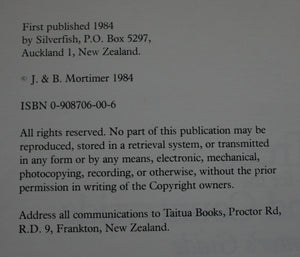 First published 1984
by Silverfish, P.O. Box 5297,
Auckland 1, New Zealand.
© J. & B. Mortimer 1984
ISBN 0-908706-00-6
All rights reserved. No part of this publication may be
reproduced, stored in a retrieval system, or transmitted
in any form or by any means, electronic, mechanical,
photocopying, recording, or otherwise, without the prior
permission in writing of the Copyright owners.
Address all communications to Taitua Books, Proctor Rd,
R.D. 9, Frankton, New Zealand.